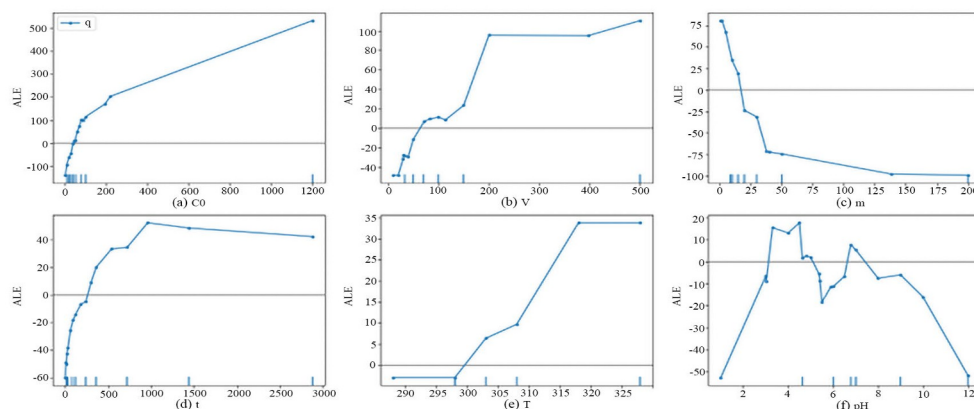 q
500
400
300
200
100
0
-100
ALE
0 200 400 600 800 1000 1200
(a) C0
100
80
60
40
20
0
-20
-40
ALE
0 100 200 300 400 500
(b) V
75
50
25
0
-25
-50
-75
-100
ALE
0 25 50 75 100 125 150 175 200
(c) m
40
20
0
-20
-40
-60
ALE
0 500 1000 1500 2000 2500 3000
(d) t
35
30
25
20
15
10
5
0
ALE
290 295 300 305 310 315 320 325
(e) T
20
10
0
-10
-20
-30
-40
-50
ALE
2 4 6 8 10 12
(f) pH